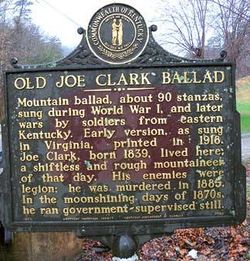 COMMONWEALTH OF KENTUCKY
OLD JOE CLARK BALLAD
Mountain ballad, about 90 stanzas,
sung during World War I, and later
wars by soldiers from eastern
Kentucky. Early version, as sung
in Virginia, printed in 1918.
Joe Clark, born 1839, lived here;
a shiftless and rough mountaineer
of that day. His enemies were
legion; he was murdered in 1885.
In the moonshining days of 1870s,
he ran government-supervised still.